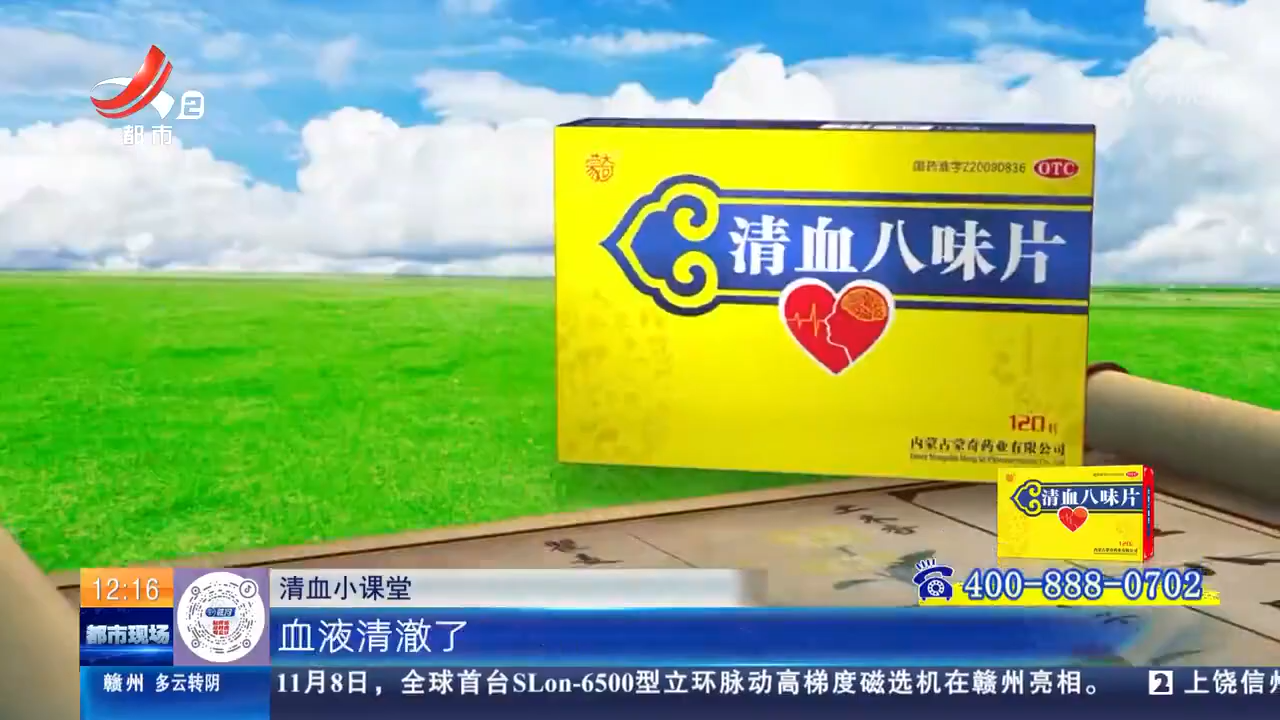 2
都市
蒙奇
国药准字Z20090836 OTC
清血八味片
120片
内蒙古蒙奇药业有限公司
清血八味片
400-888-0702
12:16
清血小课堂
都市现场
血液清澈了
赣州 多云转阴
11月8日，全球首台SLon-6500型立环脉动高梯度磁选机在赣州亮相。 2 上饶信州